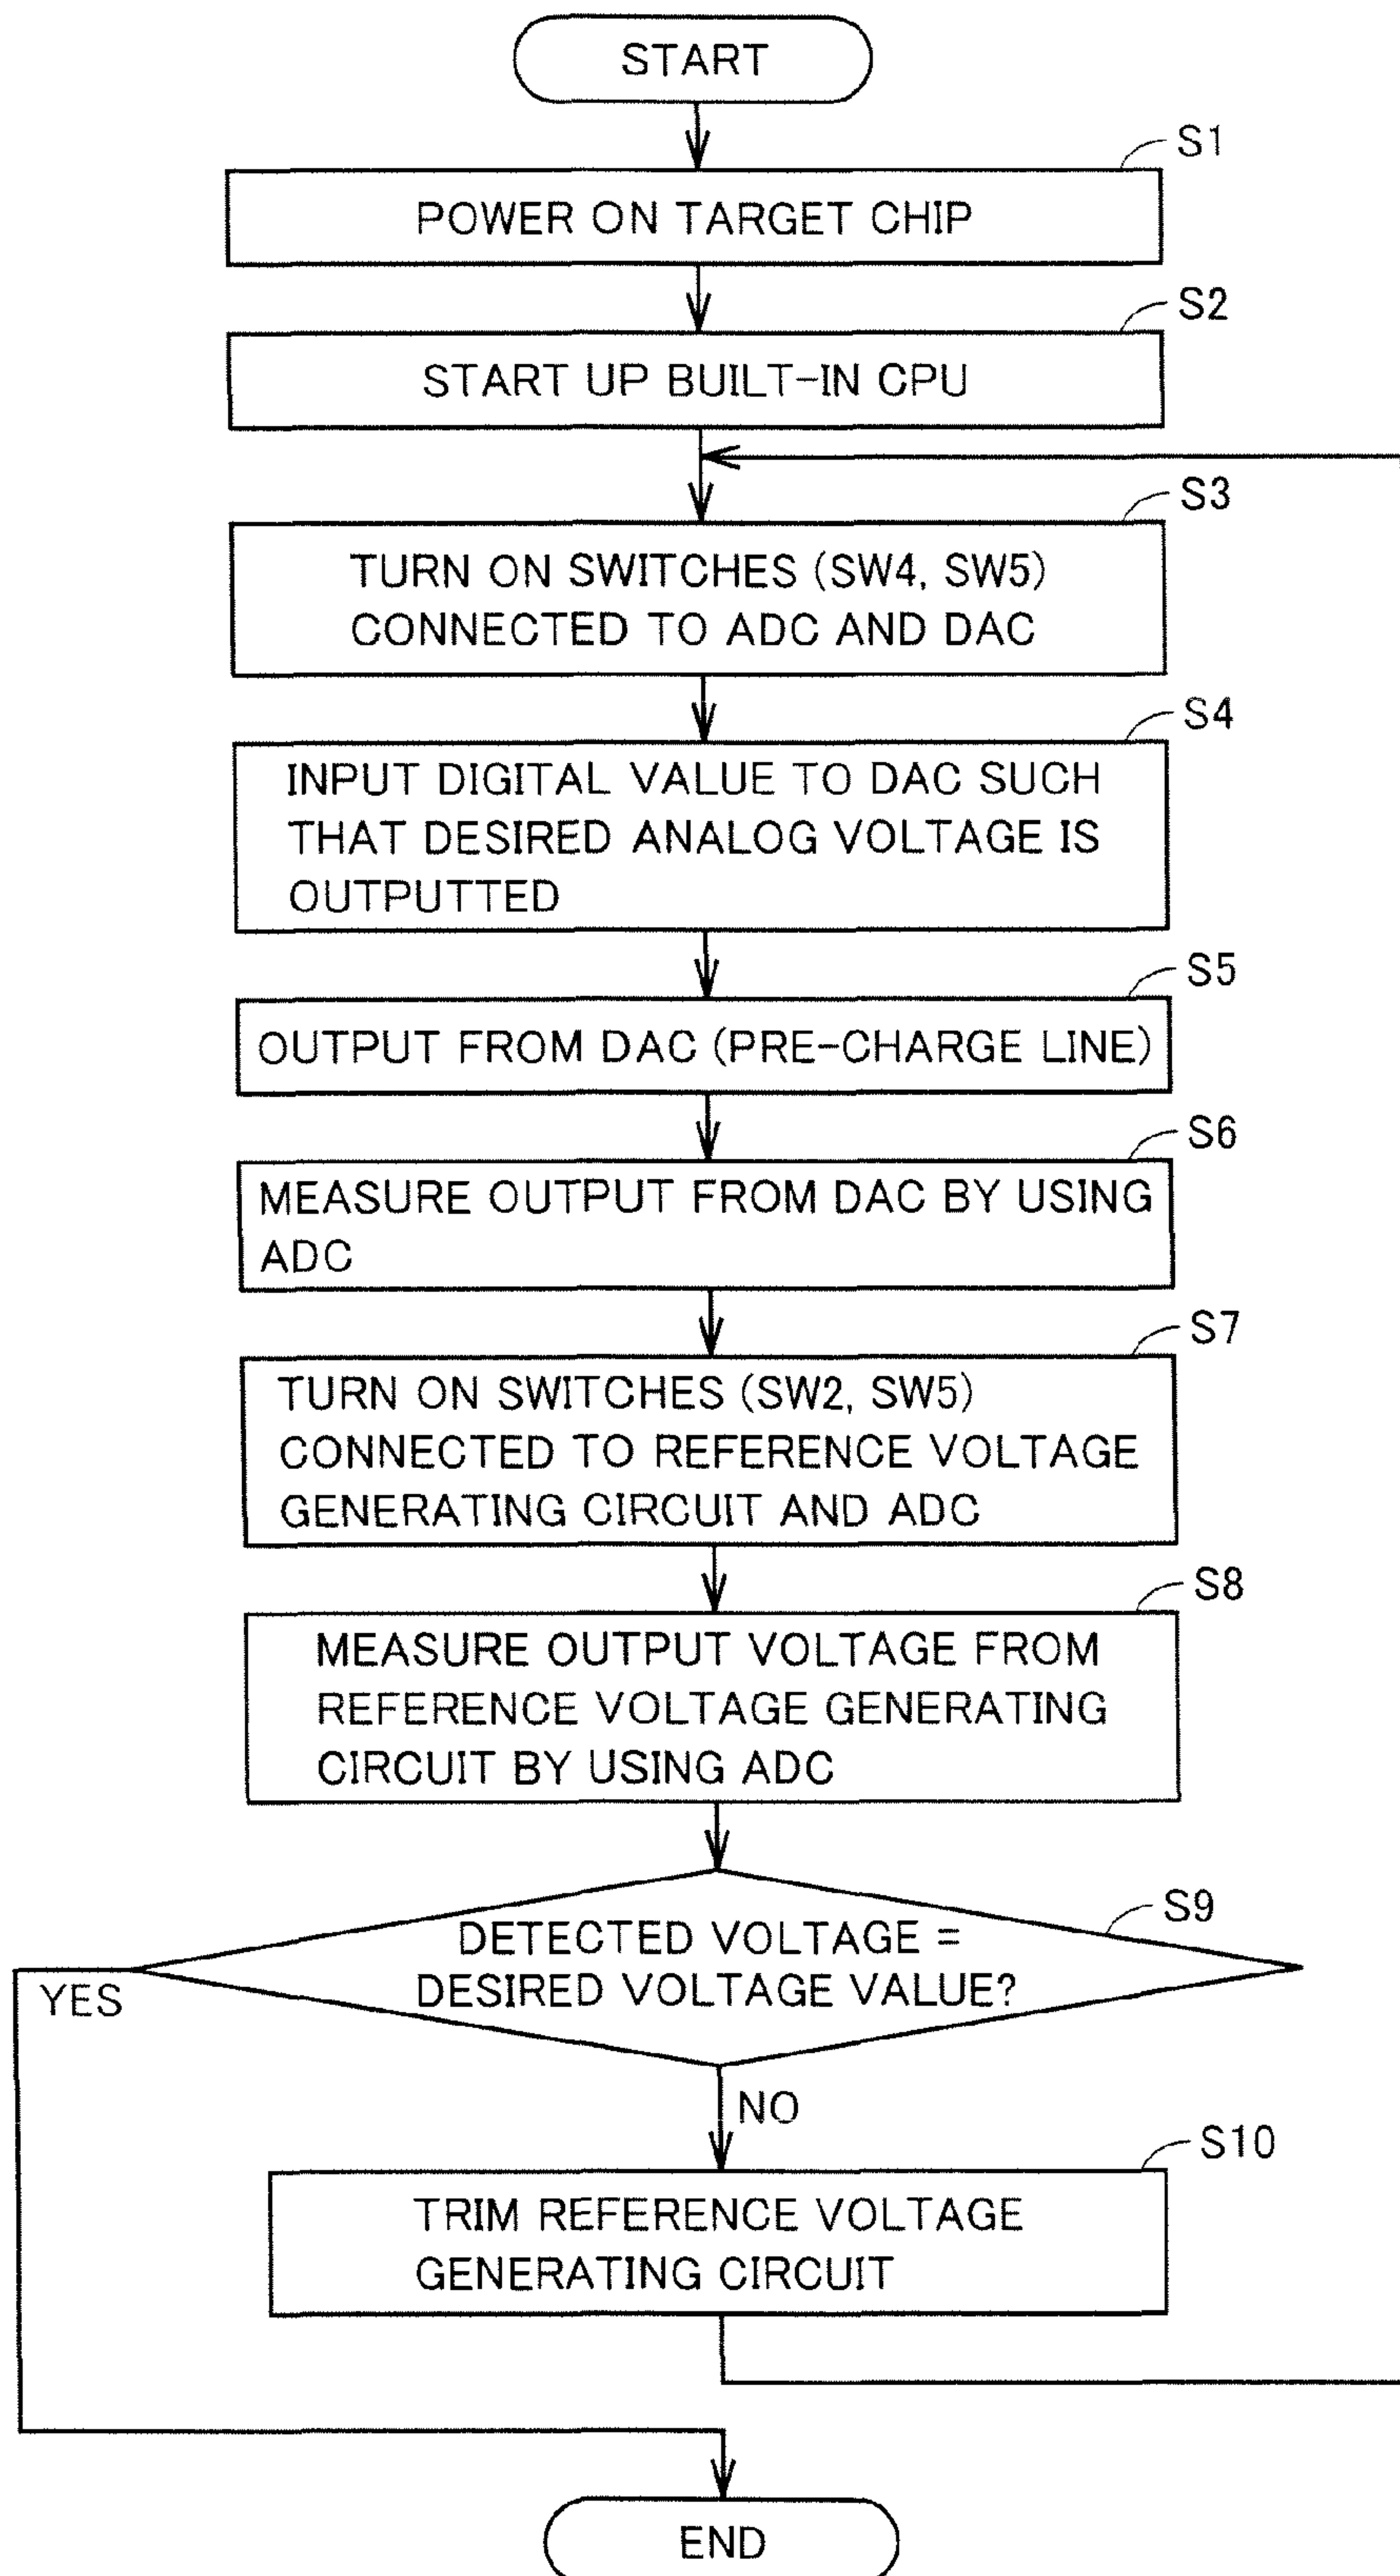 START
S1
POWER ON TARGET CHIP
S2
START UP BUILT-IN CPU
S3
TURN ON SWITCHES (SW4, SW5)
CONNECTED TO ADC AND DAC
S4
INPUT DIGITAL VALUE TO DAC SUCH
THAT DESIRED ANALOG VOLTAGE IS
OUTPUTTED
S5
OUTPUT FROM DAC (PRE-CHARGE LINE)
S6
MEASURE OUTPUT FROM DAC BY USING
ADC
S7
TURN ON SWITCHES (SW2, SW5)
CONNECTED TO REFERENCE VOLTAGE
GENERATING CIRCUIT AND ADC
S8
MEASURE OUTPUT VOLTAGE FROM
REFERENCE VOLTAGE GENERATING
CIRCUIT BY USING ADC
S9
DETECTED VOLTAGE =
DESIRED VOLTAGE VALUE?
YES
NO
S10
TRIM REFERENCE VOLTAGE
GENERATING CIRCUIT
END